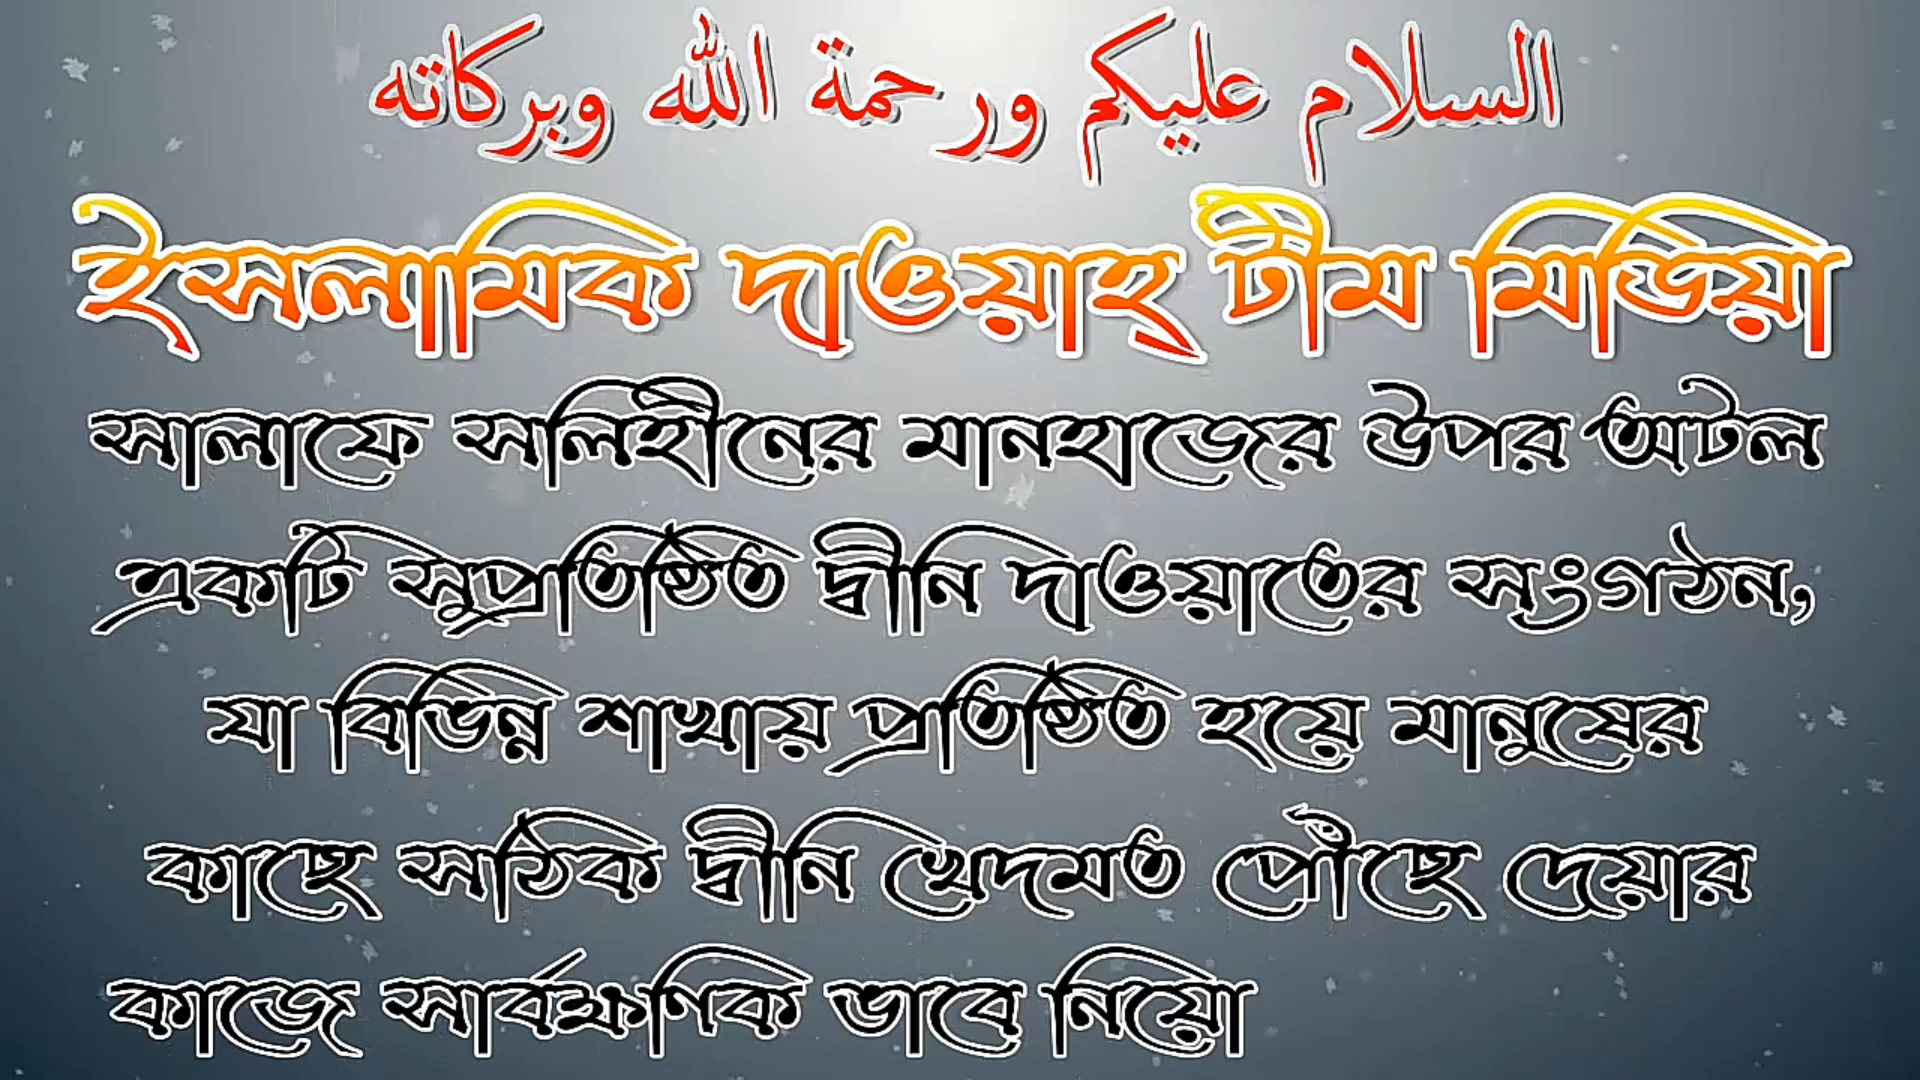 السلام عليكم ورحمة الله وبركاته
ইসলামিক দাওয়াহ্ টীম মিডিয়া
সালাফে সলিহীনের মানহাজের উপর অটল
একটি সুপ্রতিষ্ঠিত দ্বীনি দাওয়াতের সংগঠন,
যা বিভিন্ন শাখায় প্রতিষ্ঠিত হয়ে মানুষের
কাছে সঠিক দ্বীনি খেদমত পৌঁছে দেয়ার
কাজে সার্বক্ষণিক ভাবে নিয়ো